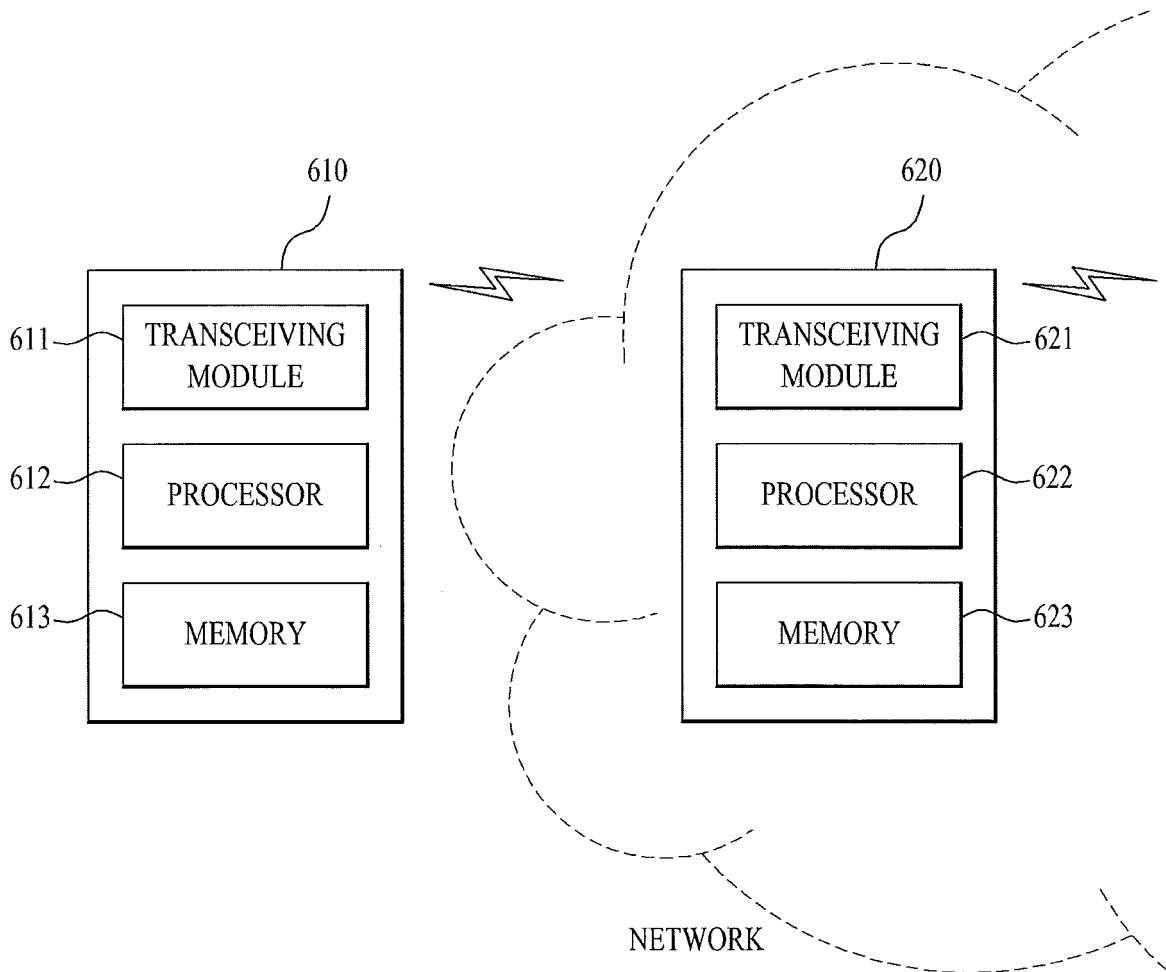 610
620
611
TRANSCEIVING
MODULE
TRANSCEIVING
MODULE
621
612
PROCESSOR
PROCESSOR
622
613
MEMORY
MEMORY
623
NETWORK